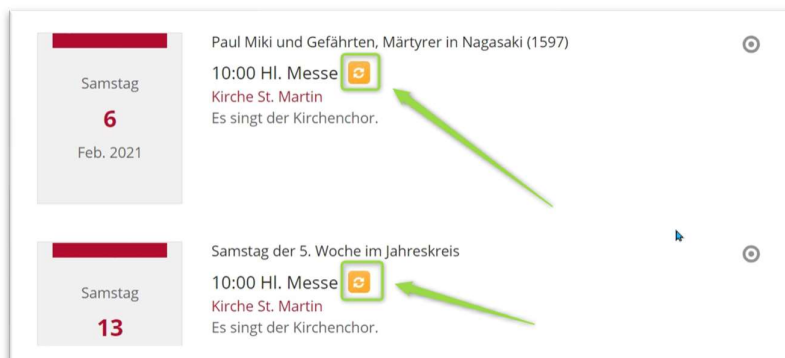 Samstag
6
Feb. 2021
Paul Miki und Gefährten, Märtyrer in Nagasaki (1597)
10:00 Hl. Messe
Kirche St. Martin
Es singt der Kirchenchor.
Samstag
13
Samstag der 5. Woche im Jahreskreis
10:00 Hl. Messe
Kirche St. Martin
Es singt der Kirchenchor.